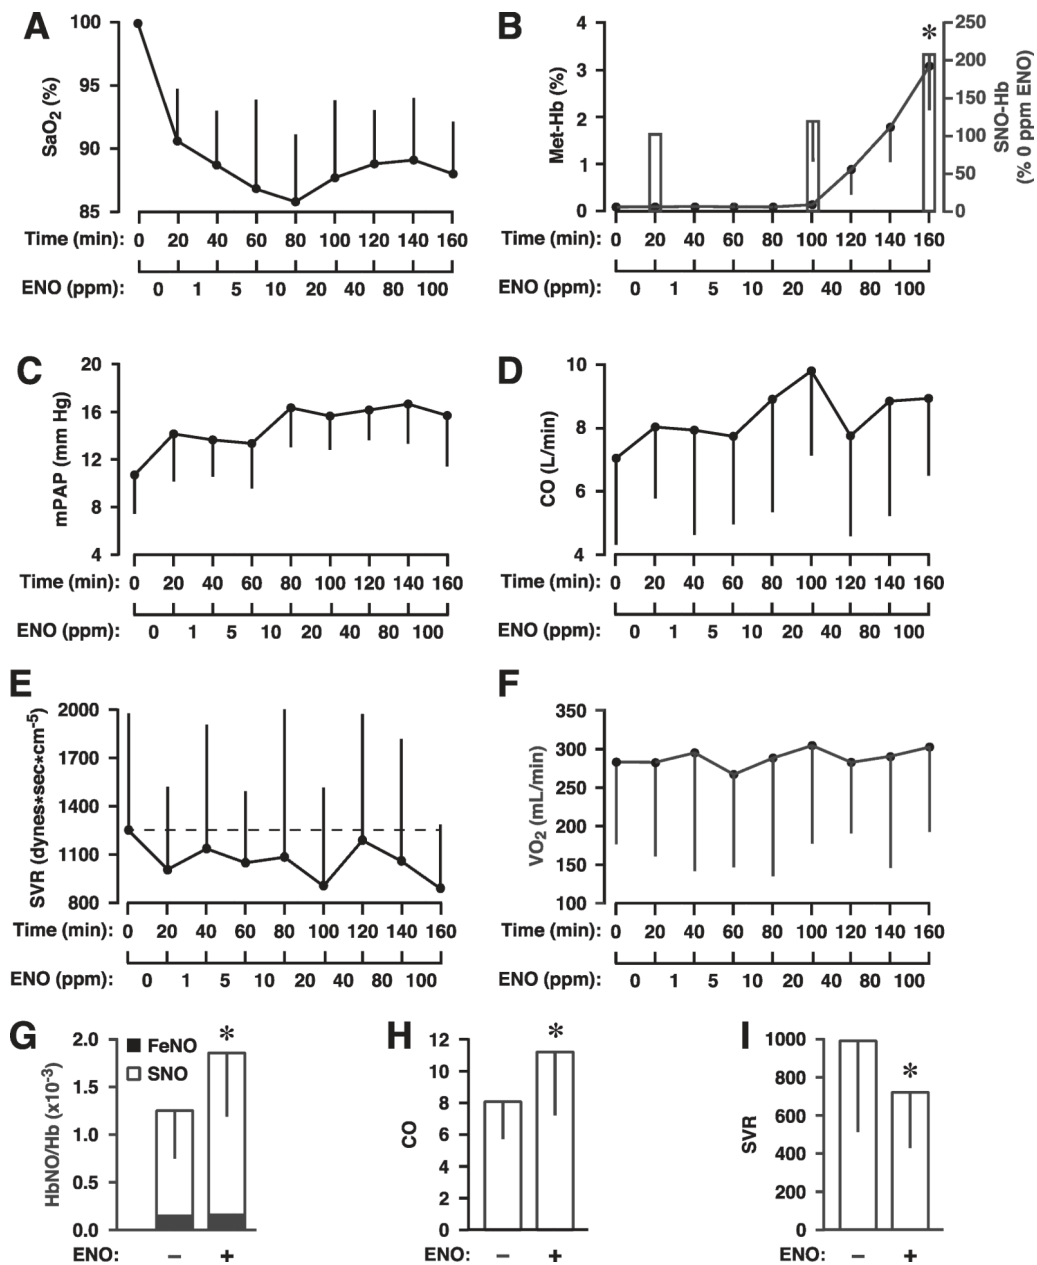 A
SaO2 (%)
100
95
90
85
Time (min): 0 20 40 60 80 100 120 140 160
ENO (ppm): 0 1 5 10 20 40 80 100
B
Met-Hb (%)
4
3
2
1
0
*
250
200
150
100
50
0
SNO-Hb
(% 0 ppm ENO)
Time (min): 0 20 40 60 80 100 120 140 160
ENO (ppm): 0 1 5 10 20 40 80 100
C
mPAP (mm Hg)
20
16
12
8
4
Time (min): 0 20 40 60 80 100 120 140 160
ENO (ppm): 0 1 5 10 20 40 80 100
D
CO (L/min)
10
8
6
4
Time (min): 0 20 40 60 80 100 120 140 160
ENO (ppm): 0 1 5 10 20 40 80 100
E
SVR (dynes*sec*cm-5)
2000
1700
1400
1100
800
Time (min): 0 20 40 60 80 100 120 140 160
ENO (ppm): 0 1 5 10 20 40 80 100
F
VO2 (mL/min)
350
300
250
200
150
100
Time (min): 0 20 40 60 80 100 120 140 160
ENO (ppm): 0 1 5 10 20 40 80 100
G
HbNO/Hb (x10-3)
2.0
1.5
1.0
0.5
0.0
FeNO
SNO
*
ENO: – +
H
CO
12
10
8
6
4
2
0
*
ENO: – +
I
SVR
1000
800
600
400
200
0
*
ENO: – +